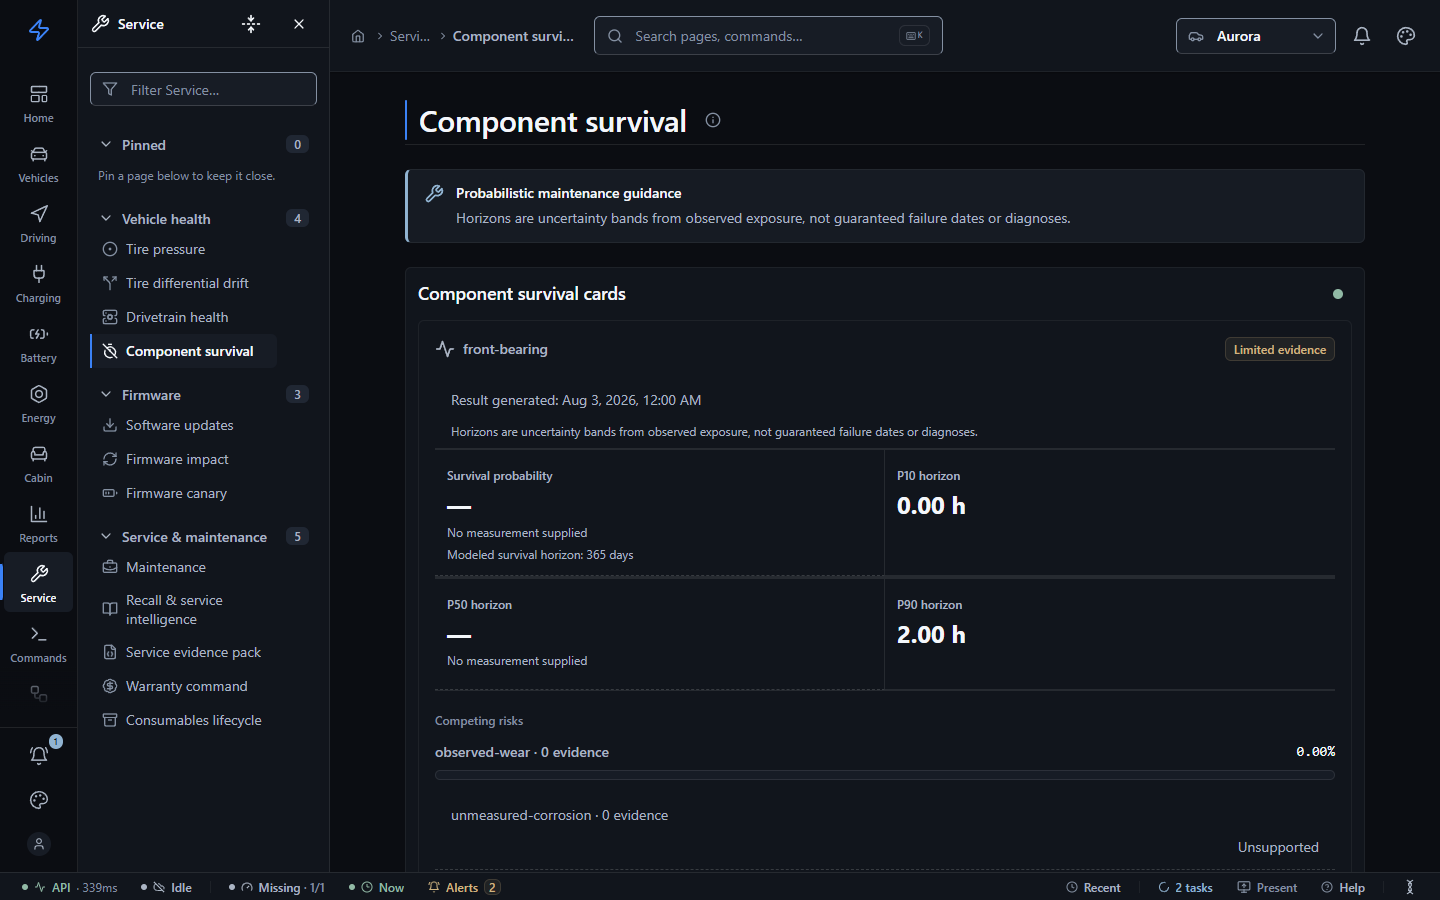 Service
Servi...
Component survi...
Search pages, commands...
K
Aurora
Home
Vehicles
Driving
Charging
Battery
Energy
Cabin
Reports
Service
Commands
1
Filter Service...
Pinned
0
Pin a page below to keep it close.
Vehicle health
4
Tire pressure
Tire differential drift
Drivetrain health
Component survival
Firmware
3
Software updates
Firmware impact
Firmware canary
Service & maintenance
5
Maintenance
Recall & service
intelligence
Service evidence pack
Warranty command
Consumables lifecycle
Component survival
Probabilistic maintenance guidance
Horizons are uncertainty bands from observed exposure, not guaranteed failure dates or diagnoses.
Component survival cards
front-bearing
Limited evidence
Result generated: Aug 3, 2026, 12:00 AM
Horizons are uncertainty bands from observed exposure, not guaranteed failure dates or diagnoses.
Survival probability
—
No measurement supplied
Modeled survival horizon: 365 days
P10 horizon
0.00 h
P50 horizon
—
No measurement supplied
P90 horizon
2.00 h
Competing risks
observed-wear · 0 evidence
0.00%
unmeasured-corrosion · 0 evidence
Unsupported
API · 339ms
Idle
Missing · 1/1
Now
Alerts 2
Recent
2 tasks
Present
Help